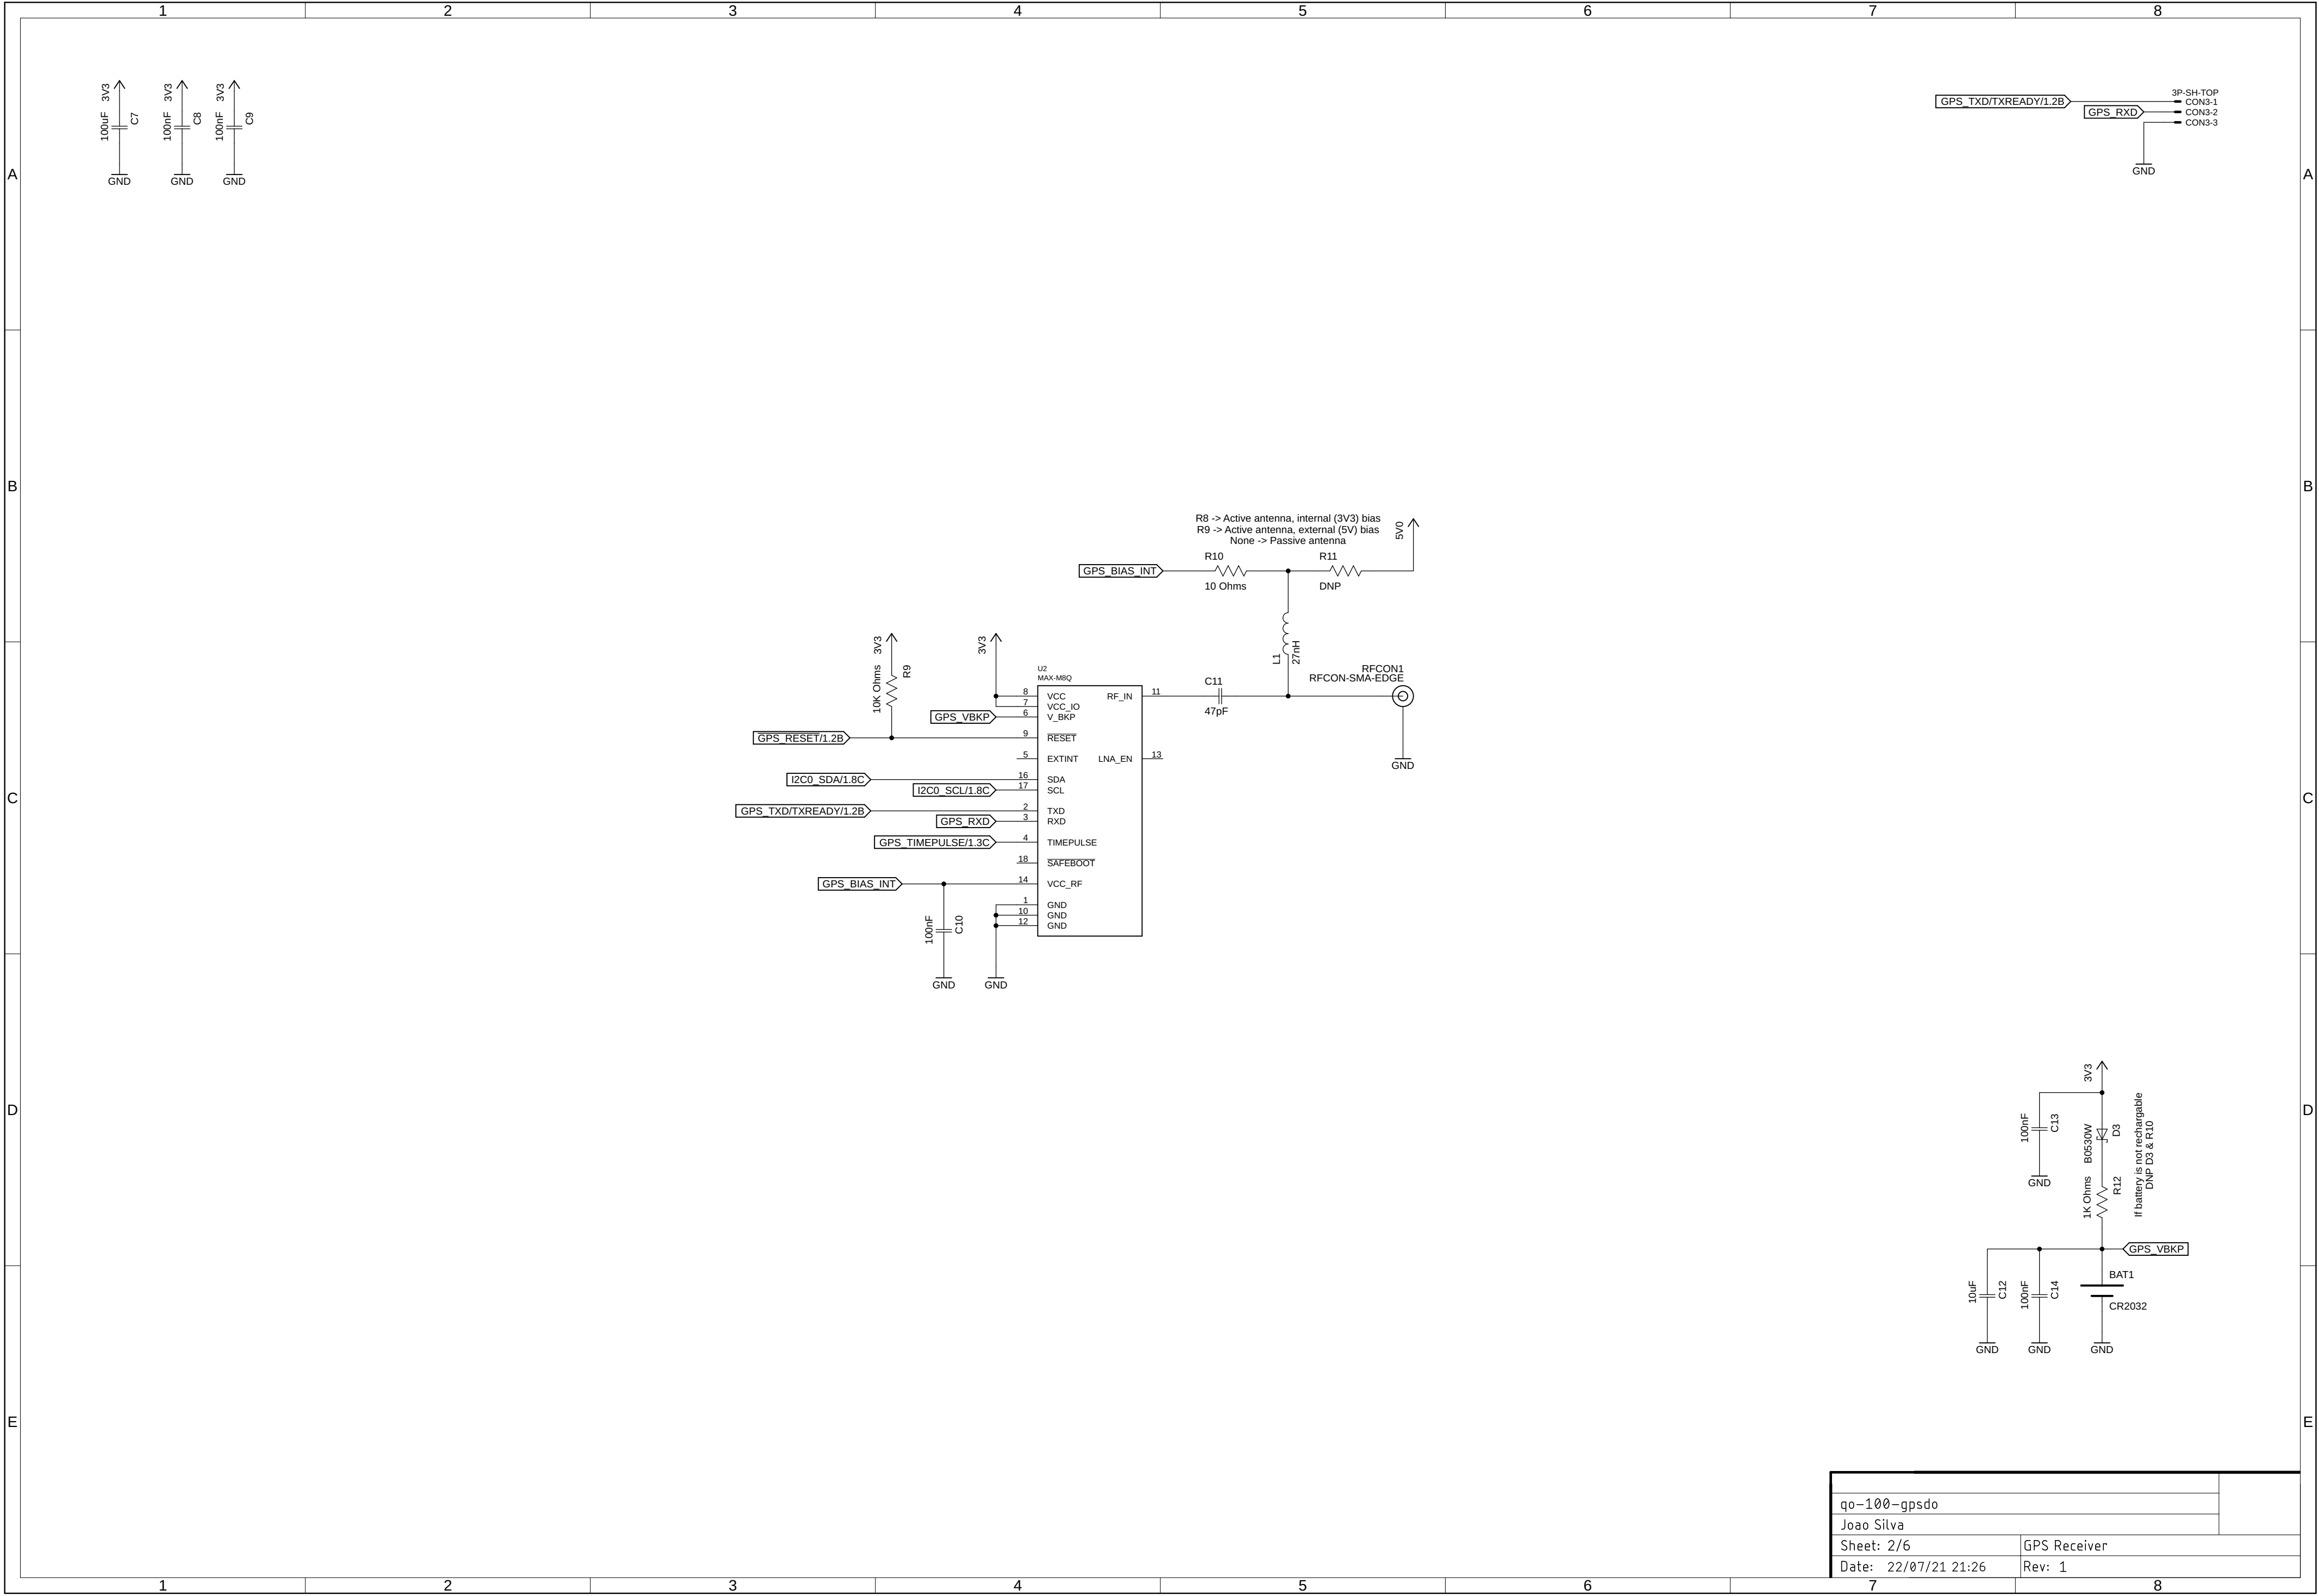 1 2 3 4 5 6 7 8
A
A
B
B
C
C
D
D
E
E
3V3
100uF
C7
GND
3V3
100nF
C8
GND
3V3
100nF
C9
GND
3P-SH-TOP
GPS_TXD/TXREADY/1.2B
CON3-1
GPS_RXD
CON3-2
CON3-3
GND
R8 -> Active antenna, internal (3V3) bias
R9 -> Active antenna, external (5V) bias
None -> Passive antenna
5V0
GPS_BIAS_INT
R10
10 Ohms
R11
DNP
L1
27nH
RFCON1
RFCON-SMA-EDGE
GND
C11
47pF
3V3
10K Ohms
R9
3V3
U2
MAX-M8Q
8 VCC
7 VCC_IO
GPS_VBKP 6 V_BKP
GPS_RESET/1.2B 9 RESET
5 EXTINT
I2C0_SDA/1.8C 16 SDA
I2C0_SCL/1.8C 17 SCL
GPS_TXD/TXREADY/1.2B 2 TXD
GPS_RXD 3 RXD
GPS_TIMEPULSE/1.3C 4 TIMEPULSE
18 SAFEBOOT
GPS_BIAS_INT 14 VCC_RF
1 GND
10 GND
12 GND
RF_IN 11
LNA_EN 13
100nF
C10
GND
GND
3V3
100nF
C13
GND
B0530W
D3
1K Ohms
R12
If battery is not rechargable
DNP D3 & R10
GPS_VBKP
10uF
C12
GND
100nF
C14
GND
BAT1
CR2032
GND
qo-100-gpsdo
Joao Silva
Sheet: 2/6
GPS Receiver
Date: 22/07/21 21:26
Rev: 1
1 2 3 4 5 6 7 8